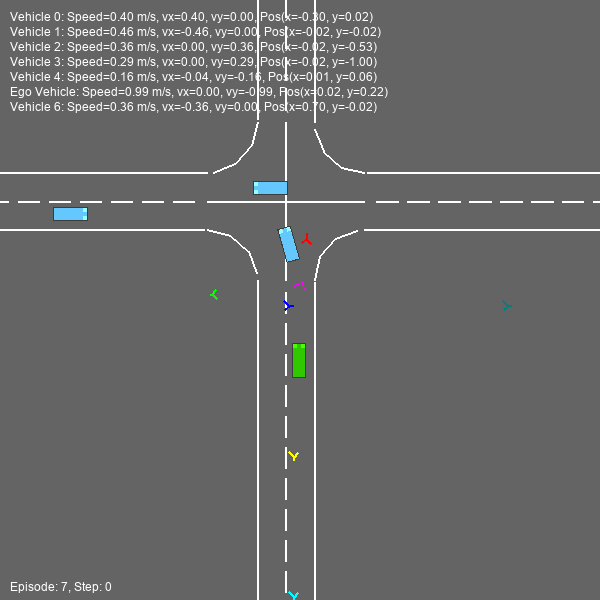 Vehicle 0: Speed=0.40 m/s, vx=0.40, vy=0.00, Pos(x=-0.30, y=0.02)
Vehicle 1: Speed=0.46 m/s, vx=-0.46, vy=0.00, Pos(x=-0.02, y=-0.02)
Vehicle 2: Speed=0.36 m/s, vx=0.00, vy=0.36, Pos(x=-0.02, y=-0.53)
Vehicle 3: Speed=0.29 m/s, vx=0.00, vy=0.29, Pos(x=-0.02, y=-1.00)
Vehicle 4: Speed=0.16 m/s, vx=-0.04, vy=-0.16, Pos(x=0.01, y=0.06)
Ego Vehicle: Speed=0.99 m/s, vx=0.00, vy=-0.99, Pos(x=0.02, y=0.22)
Vehicle 6: Speed=0.36 m/s, vx=-0.36, vy=0.00, Pos(x=0.70, y=-0.02)
Episode: 7, Step: 0